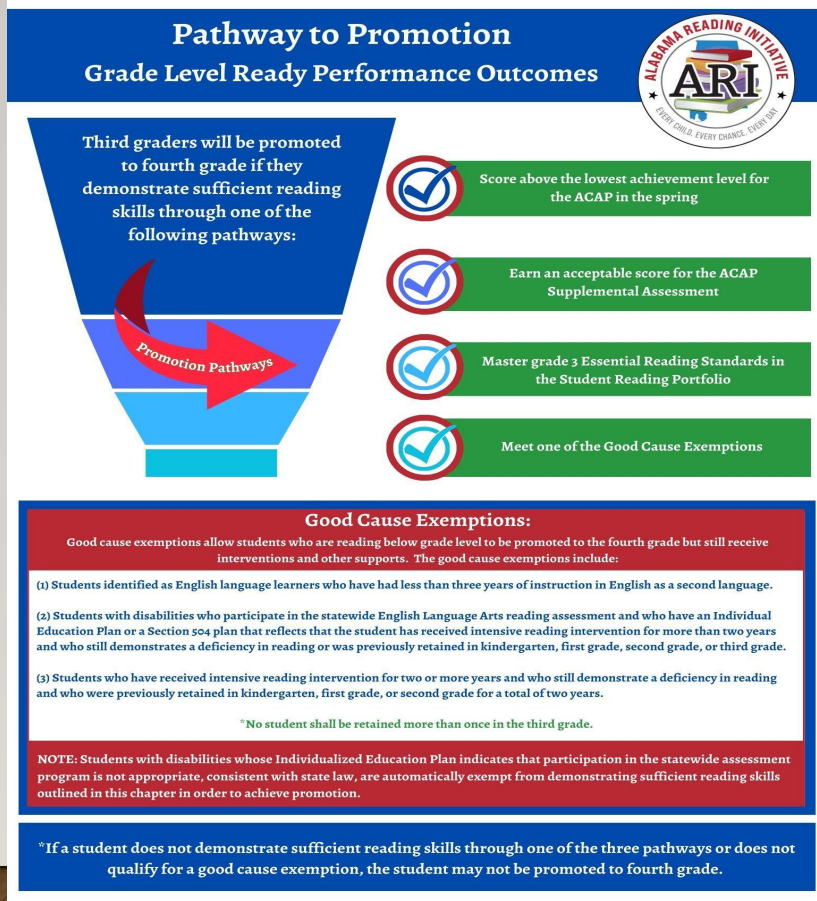 Pathway to Promotion
Grade Level Ready Performance Outcomes
ALABAMA READING INITIATIVE
ARI
EVERY CHILD. EVERY CHANCE. EVERY DAY
Third graders will be promoted
to fourth grade if they
demonstrate sufficient reading
skills through one of the
following pathways:
Promotion Pathways
Score above the lowest achievement level for
the ACAP in the spring
Earn an acceptable score for the ACAP
Supplemental Assessment
Master grade 3 Essential Reading Standards in
the Student Reading Portfolio
Meet one of the Good Cause Exemptions
Good Cause Exemptions:
Good cause exemptions allow students who are reading below grade level to be promoted to the fourth grade but still receive
interventions and other supports. The good cause exemptions include:
(1) Students identified as English language learners who have had less than three years of instruction in English as a second language.
(2) Students with disabilities who participate in the statewide English Language Arts reading assessment and who have an Individual
Education Plan or a Section 504 plan that reflects that the student has received intensive reading intervention for more than two years
and who still demonstrates a deficiency in reading or was previously retained in kindergarten, first grade, second grade, or third grade.
(3) Students who have received intensive reading intervention for two or more years and who still demonstrate a deficiency in reading
and who were previously retained in kindergarten, first grade, or second grade for a total of two years.
*No student shall be retained more than once in the third grade.
NOTE: Students with disabilities whose Individualized Education Plan indicates that participation in the statewide assessment
program is not appropriate, consistent with state law, are automatically exempt from demonstrating sufficient reading skills
outlined in this chapter in order to achieve promotion.
*If a student does not demonstrate sufficient reading skills through one of the three pathways or does not
qualify for a good cause exemption, the student may not be promoted to fourth grade.